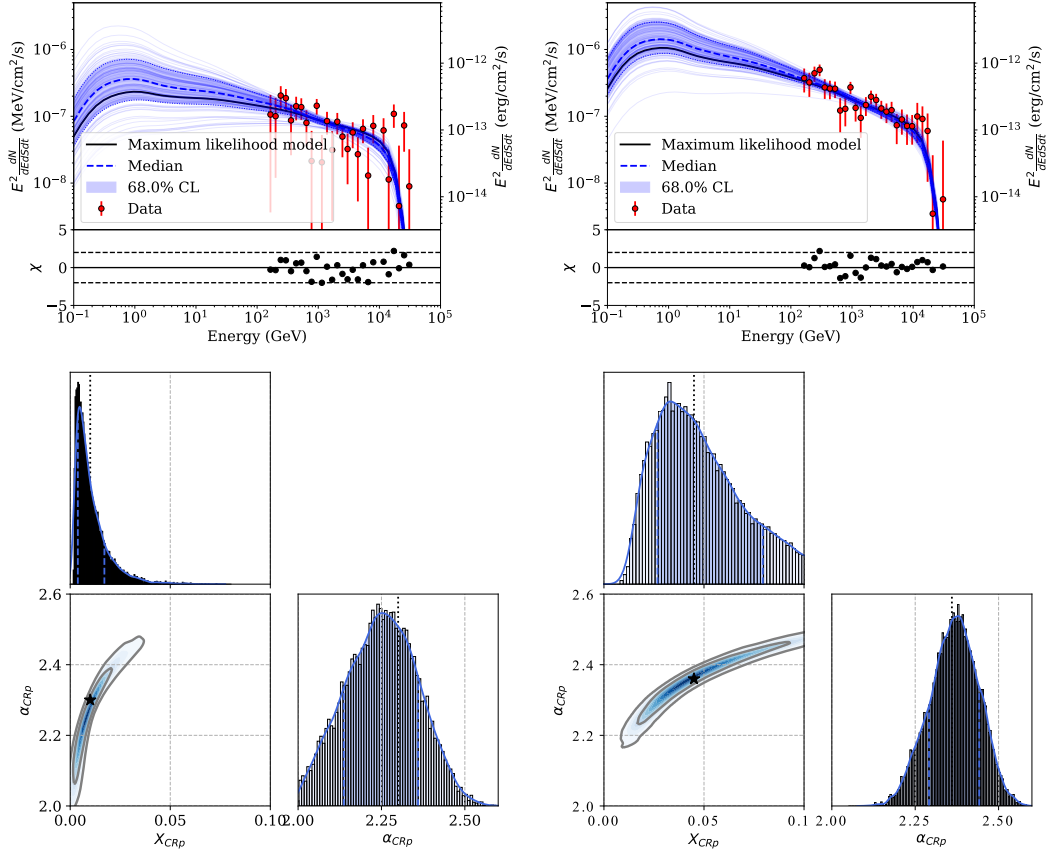 10⁻⁶
10⁻⁷
10⁻⁸
E² dN/dEdSdt (MeV/cm²/s)
10⁻¹²
10⁻¹³
10⁻¹⁴
E² dN/dEdSdt (erg/cm²/s)
Maximum likelihood model
Median
68.0% CL
Data
5
0
−5
χ
10⁻¹ 10⁰ 10¹ 10² 10³ 10⁴ 10⁵
Energy (GeV)
10⁻⁶
10⁻⁷
10⁻⁸
E² dN/dEdSdt (MeV/cm²/s)
10⁻¹²
10⁻¹³
10⁻¹⁴
E² dN/dEdSdt (erg/cm²/s)
Maximum likelihood model
Median
68.0% CL
Data
5
0
−5
χ
10⁻¹ 10⁰ 10¹ 10² 10³ 10⁴ 10⁵
Energy (GeV)
2.6
2.4
2.2
2.0
α_CRp
0.00 0.05 0.10
X_CRp
2.00 2.25 2.50
α_CRp
2.6
2.4
2.2
2.0
α_CRp
0.00 0.05 0.1
X_CRp
2.00 2.25 2.50
α_CRp